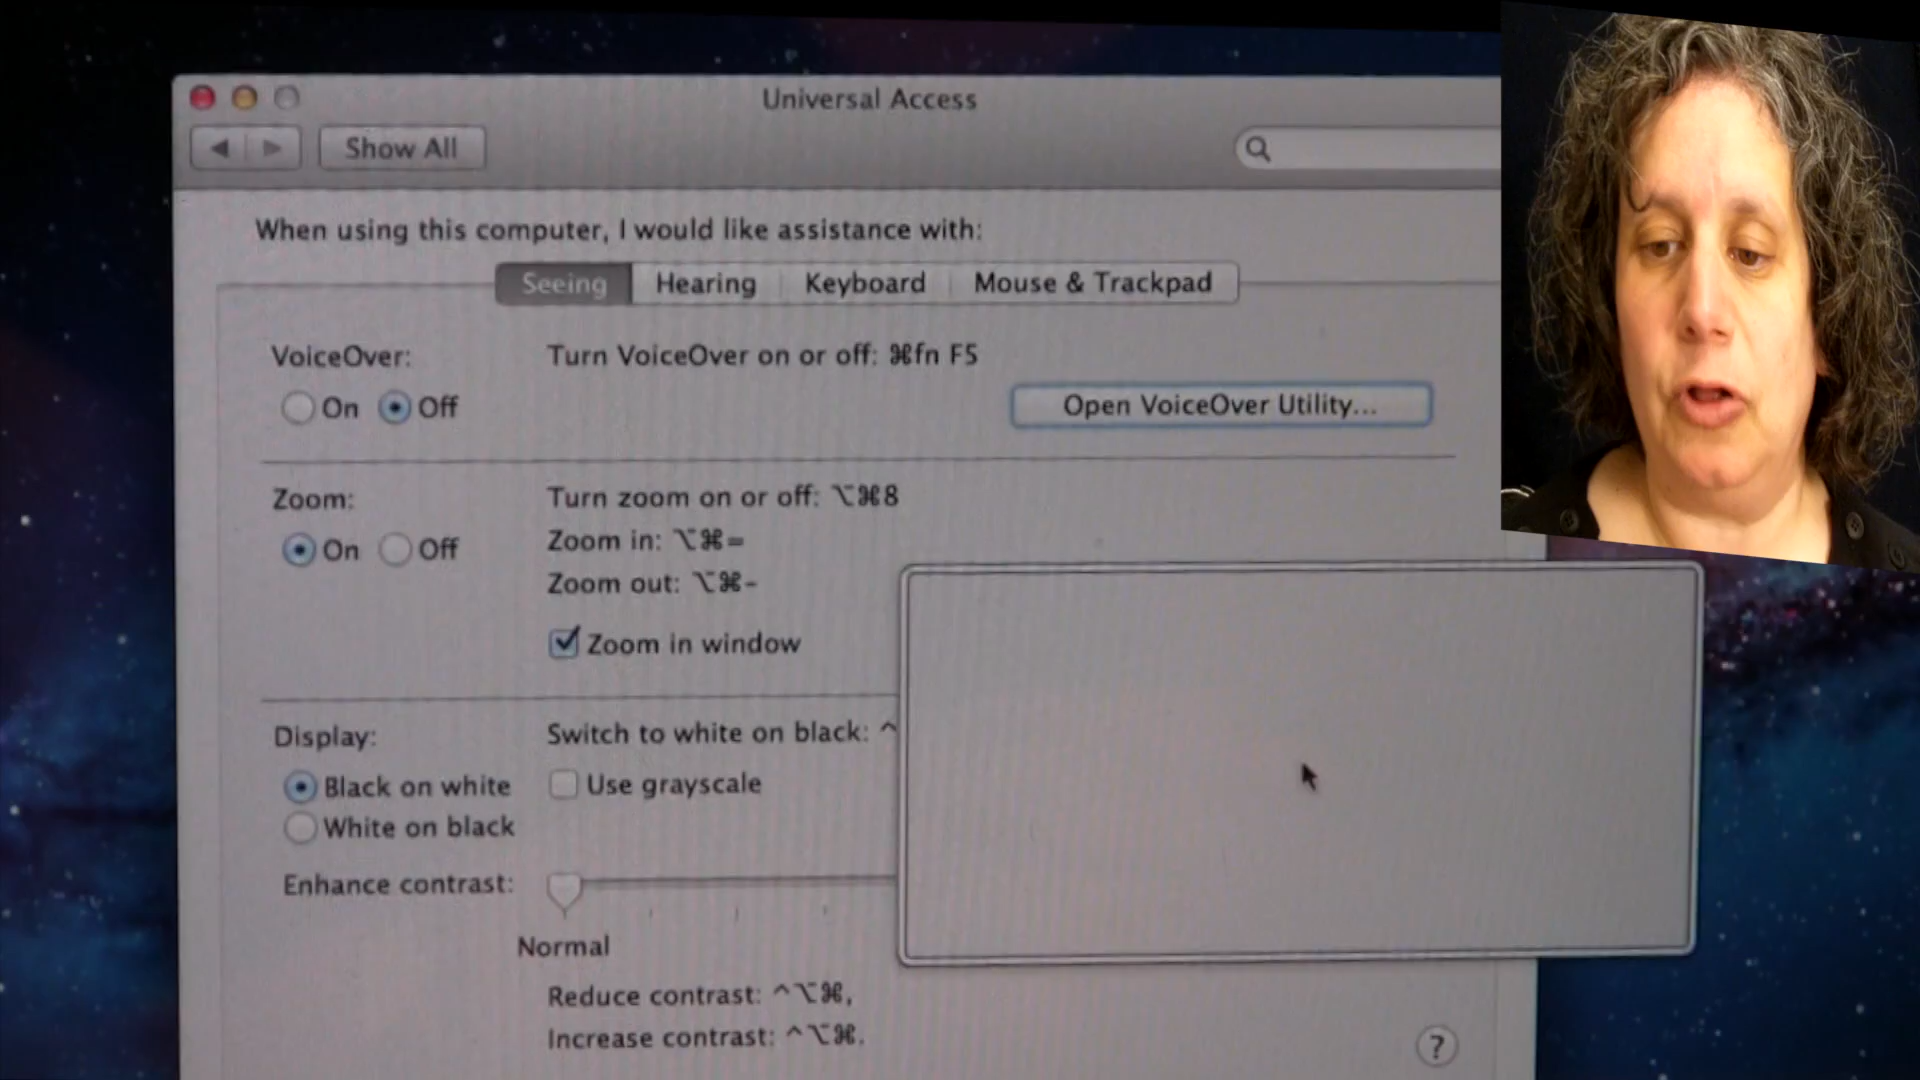 Universal Access
Show All
When using this computer, I would like assistance with:
Seeing Hearing Keyboard Mouse & Trackpad
VoiceOver: Turn VoiceOver on or off: ⌘fn F5
On Off Open VoiceOver Utility...
Zoom: Turn zoom on or off: ⌥⌘8
On Off Zoom in: ⌥⌘=
Zoom out: ⌥⌘-
Zoom in window
Display: Switch to white on black: ^
Black on white Use grayscale
White on black
Enhance contrast:
Normal
Reduce contrast: ^⌥⌘,
Increase contrast: ^⌥⌘.
?